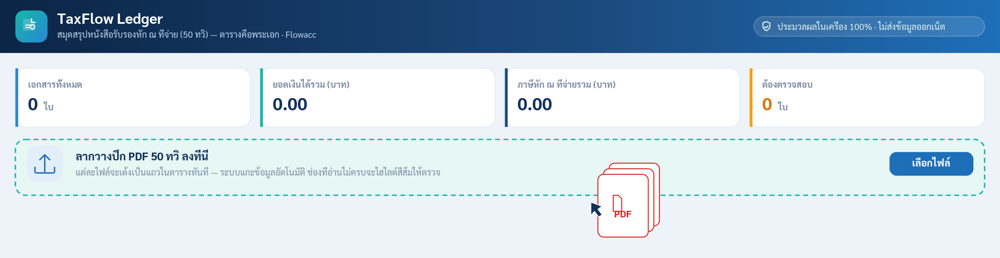 TaxFlow Ledger
สมุดสรุปหนังสือรับรองหัก ณ ที่จ่าย (50 ทวิ) — ตารางคือพระเอก · Flowacc
ประมวลผลในเครื่อง 100% · ไม่ส่งข้อมูลออกเน็ต
เอกสารทั้งหมด
0 ใบ
ยอดเงินได้รวม (บาท)
0.00
ภาษีหัก ณ ที่จ่ายรวม (บาท)
0.00
ต้องตรวจสอบ
0 ใบ
ลากวางปึก PDF 50 ทวิ ลงที่นี่
แต่ละไฟล์จะเด้งเป็นแถวในตารางทันที — ระบบแกะข้อมูลอัตโนมัติ ช่องที่อ่านไม่ครบจะไฮไลต์สีส้มให้ตรวจ
เลือกไฟล์
PDF